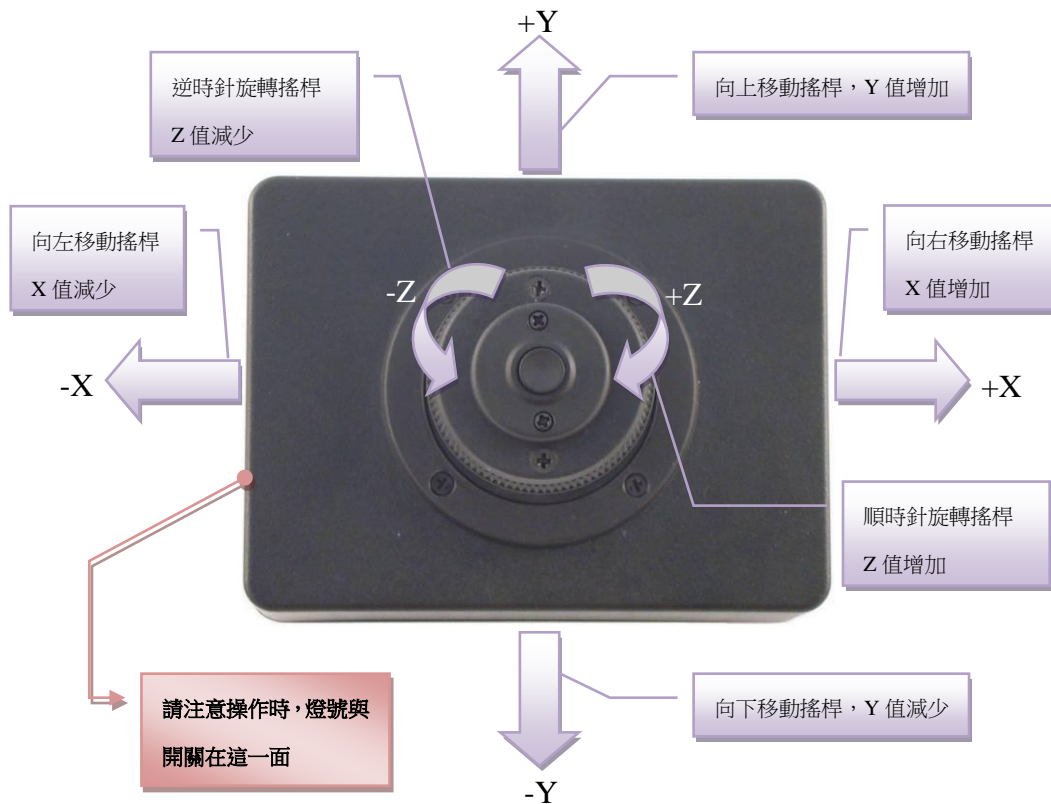 +Y
逆時針旋轉搖桿
Z 值減少
向上移動搖桿，Y 值增加
向左移動搖桿
X 值減少
向右移動搖桿
X 值增加
-Z
+Z
-X
+X
順時針旋轉搖桿
Z 值增加
請注意操作時，燈號與
開關在這一面
向下移動搖桿，Y 值減少
-Y